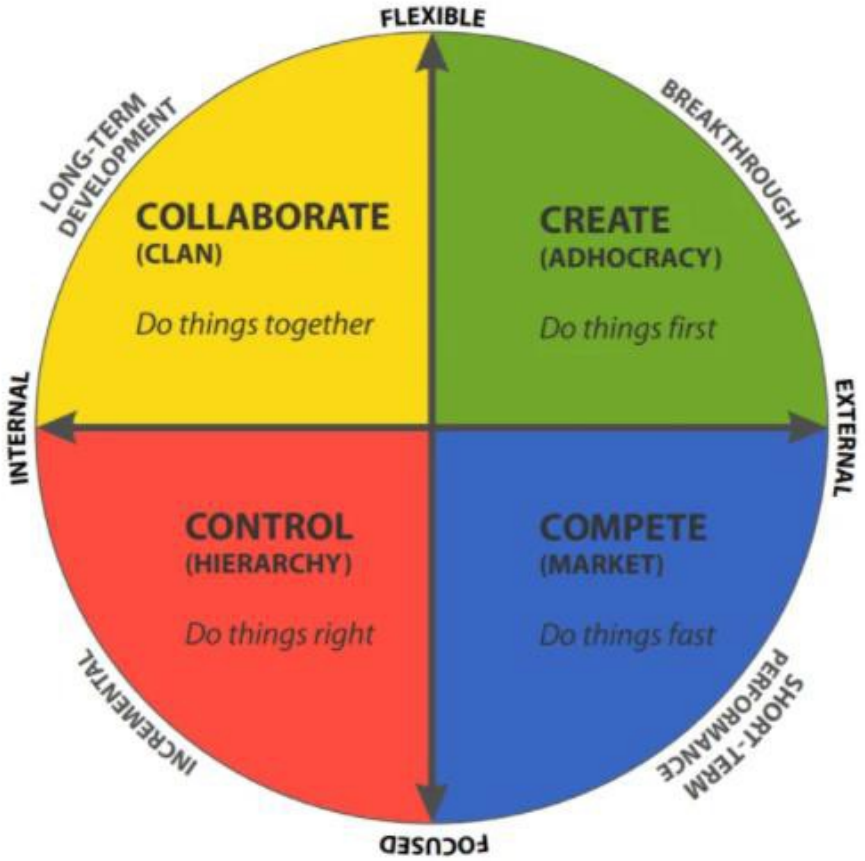 FLEXIBLE
LONG-TERM
DEVELOPMENT
BREAKTHROUGH
COLLABORATE
(CLAN)
Do things together
CREATE
(ADHOCRACY)
Do things first
INTERNAL
EXTERNAL
CONTROL
(HIERARCHY)
Do things right
COMPETE
(MARKET)
Do things fast
INCREMENTAL
SHORT-TERM
PERFORMANCE
FOCUSED